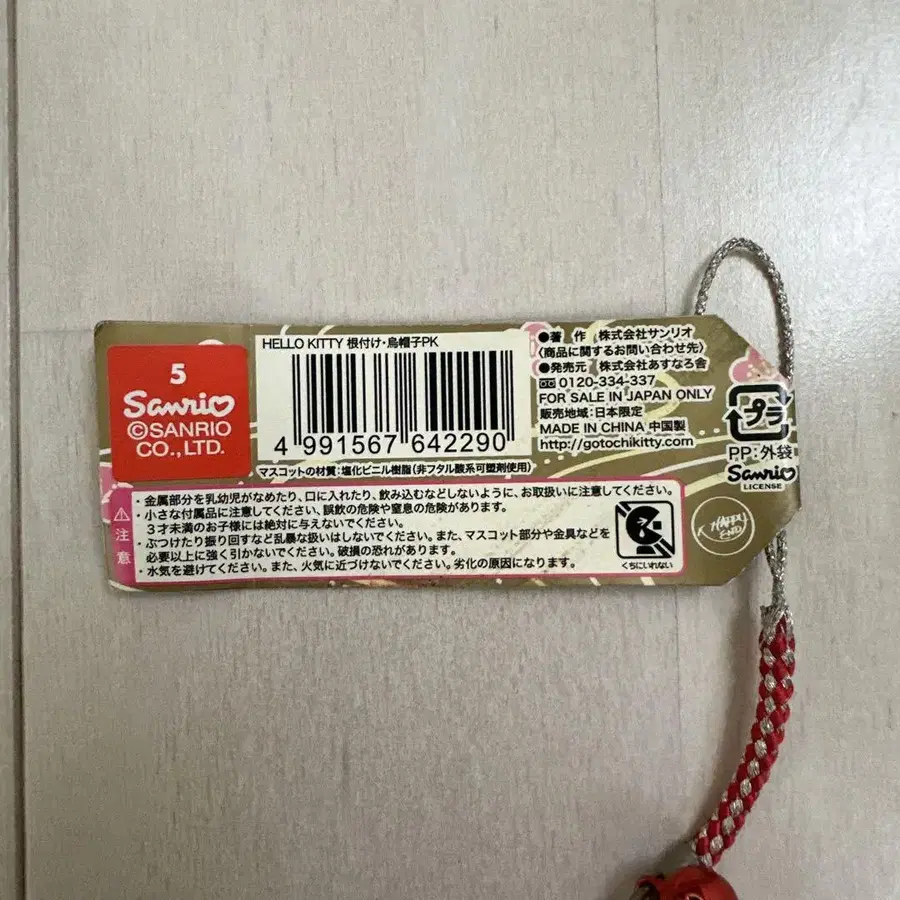 5
Sanrio
©SANRIO
CO.,LTD.
HELLO KITTY 根付け・烏帽子PK
4 991567 642290
マスコットの材質:塩化ビニル樹脂(非フタル酸系可塑剤使用)
●著 作 株式会社サンリオ
〈商品に関するお問い合わせ先〉
●発売元 株式会社あすなろ舎
0120-334-337
FOR SALE IN JAPAN ONLY
販売地域:日本限定
MADE IN CHINA 中国製
http://gotochikitty.com
プラ
PP:外袋
Sanrio
LICENSE
注意
・金属部分を乳幼児がなめたり、口に入れたり、飲み込むなどしないように、お取扱いに注意してください。
・小さな付属品に注意してください、誤飲の危険や窒息の危険があります。
3才未満のお子様には絶対に与えないでください。
・ぶつけたり振り回すなど乱暴な扱いはしないでください。また、マスコット部分や金具などを
必要以上に強く引かないでください。破損の恐れがあります。
・水気を避けてください。また、火気に近づけないでください。劣化の原因になります。
くちにいれない
HAPPY
END